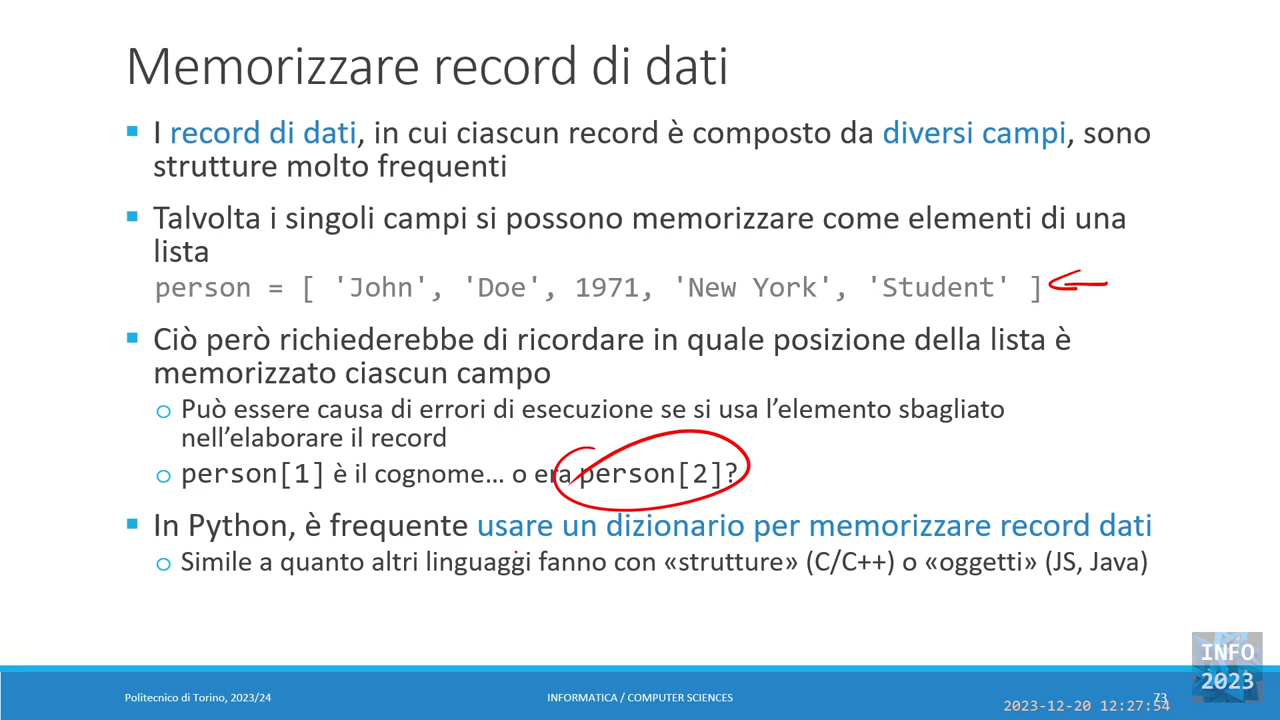 Memorizzare record di dati
I record di dati, in cui ciascun record è composto da diversi campi, sono
strutture molto frequenti
Talvolta i singoli campi si possono memorizzare come elementi di una
lista
person = [ 'John', 'Doe', 1971, 'New York', 'Student' ]
Ciò però richiederebbe di ricordare in quale posizione della lista è
memorizzato ciascun campo
Può essere causa di errori di esecuzione se si usa l’elemento sbagliato
nell’elaborare il record
person[1] è il cognome… o era person[2]?
In Python, è frequente usare un dizionario per memorizzare record dati
Simile a quanto altri linguaggi fanno con «strutture» (C/C++) o «oggetti» (JS, Java)
INFO
2023
Politecnico di Torino, 2023/24
INFORMATICA / COMPUTER SCIENCES
73
2023-12-20 12:27:54